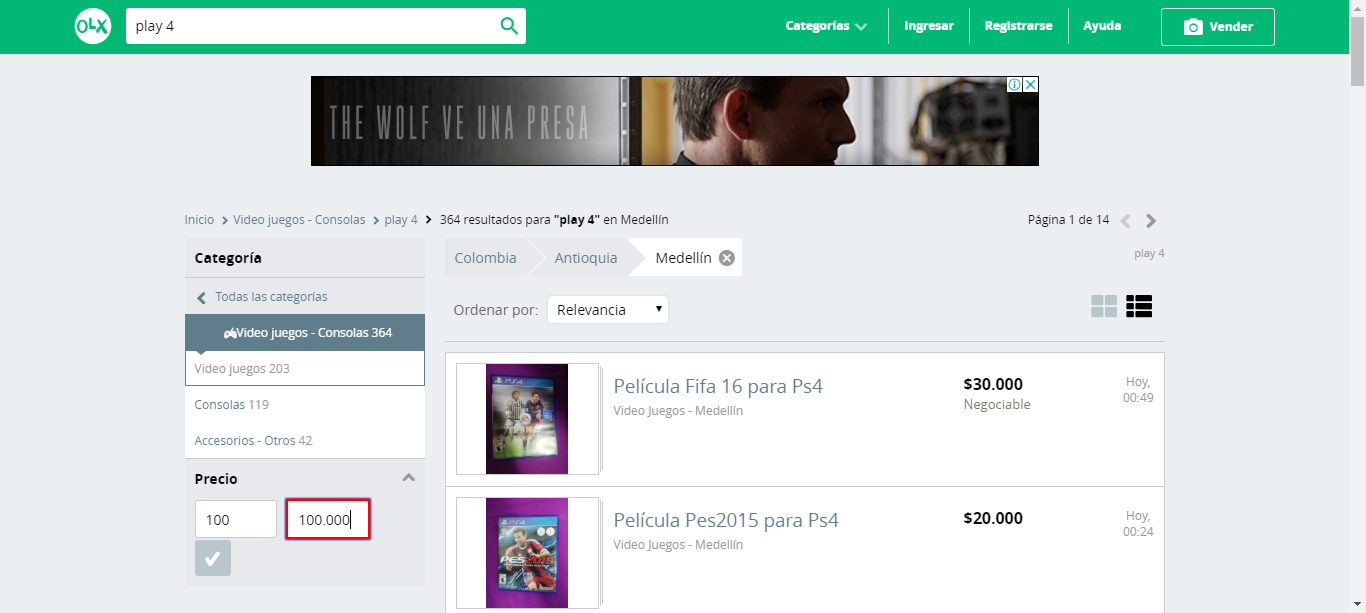 OLX
play 4
Categorías
Ingresar
Registrarse
Ayuda
Vender
THE WOLF VE UNA PRESA
Inicio > Video juegos - Consolas > play 4 > 364 resultados para "play 4" en Medellín
Página 1 de 14
Categoría
Colombia
Antioquia
Medellín
play 4
Todas las categorías
Video juegos - Consolas 364
Video juegos 203
Consolas 119
Accesorios - Otros 42
Ordenar por: Relevancia
Precio
100
100.000
Película Fifa 16 para Ps4
Video Juegos - Medellín
$30.000
Negociable
Hoy,
00:49
PS4
Película Pes2015 para Ps4
Video Juegos - Medellín
$20.000
Hoy,
00:24
PS4